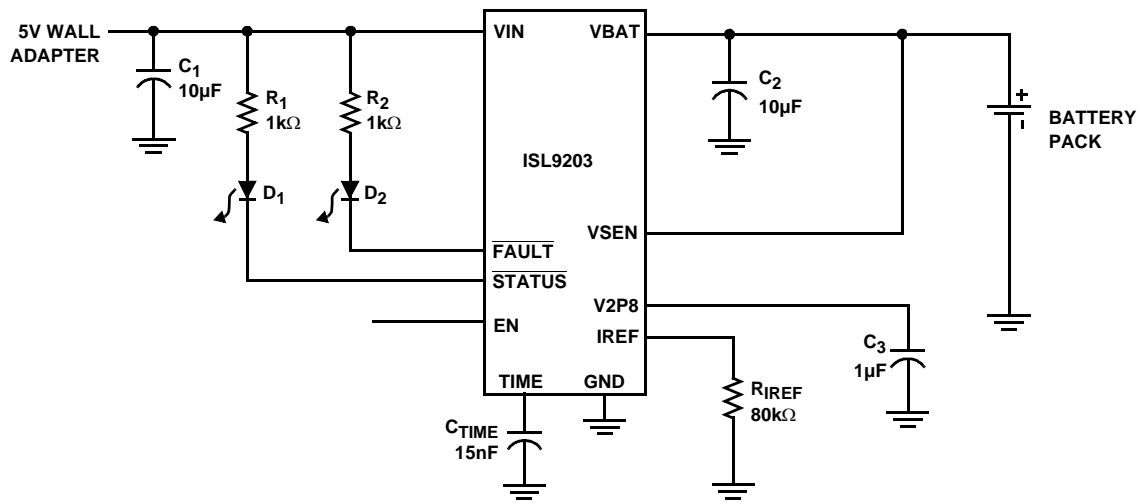 5V WALL
ADAPTER
C1
10µF
R1
1kΩ
R2
1kΩ
D1
D2
VIN
VBAT
ISL9203
VSEN
FAULT
STATUS
V2P8
EN
IREF
TIME
GND
C2
10µF
+
-
BATTERY
PACK
C3
1µF
RIREF
80kΩ
CTIME
15nF